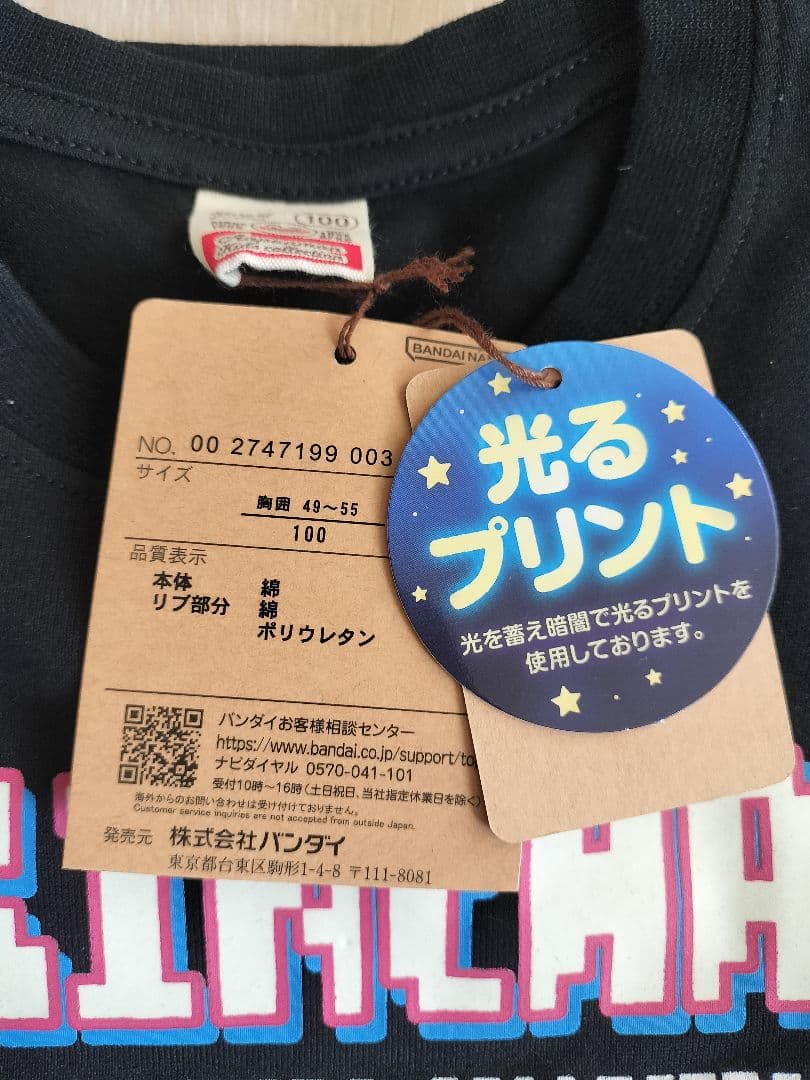 100
BANDAI NA
NO. 00 2747199 003
サイズ
胸囲 49～55
100
品質表示
本体 綿
リブ部分 綿
ポリウレタン
バンダイお客様相談センター
https://www.bandai.co.jp/support/to
ナビダイヤル 0570-041-101
受付10時～16時(土日祝日、当社指定休業日を除く)
海外からのお問い合わせは受け付けておりません。
Customer service inquiries are not accepted from outside Japan.
発売元 株式会社バンダイ
東京都台東区駒形1-4-8 〒111-8081
光る
プリント
光を蓄え暗闇で光るプリントを
使用しております。